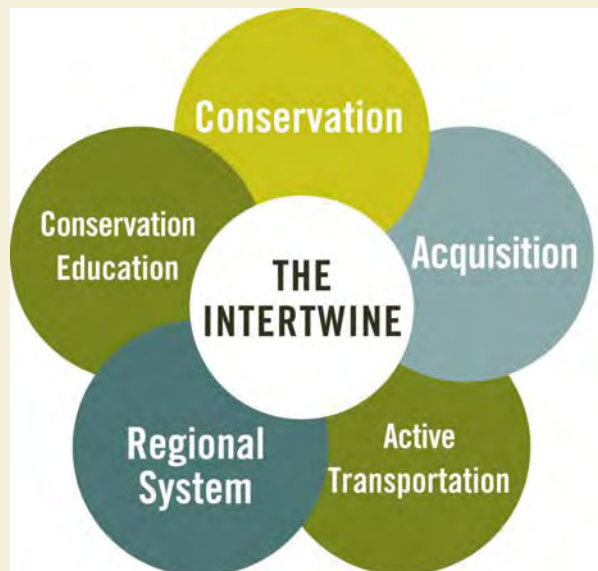 Conservation
Conservation
Education
Acquisition
THE
INTERTWINE
Regional
System
Active
Transportation